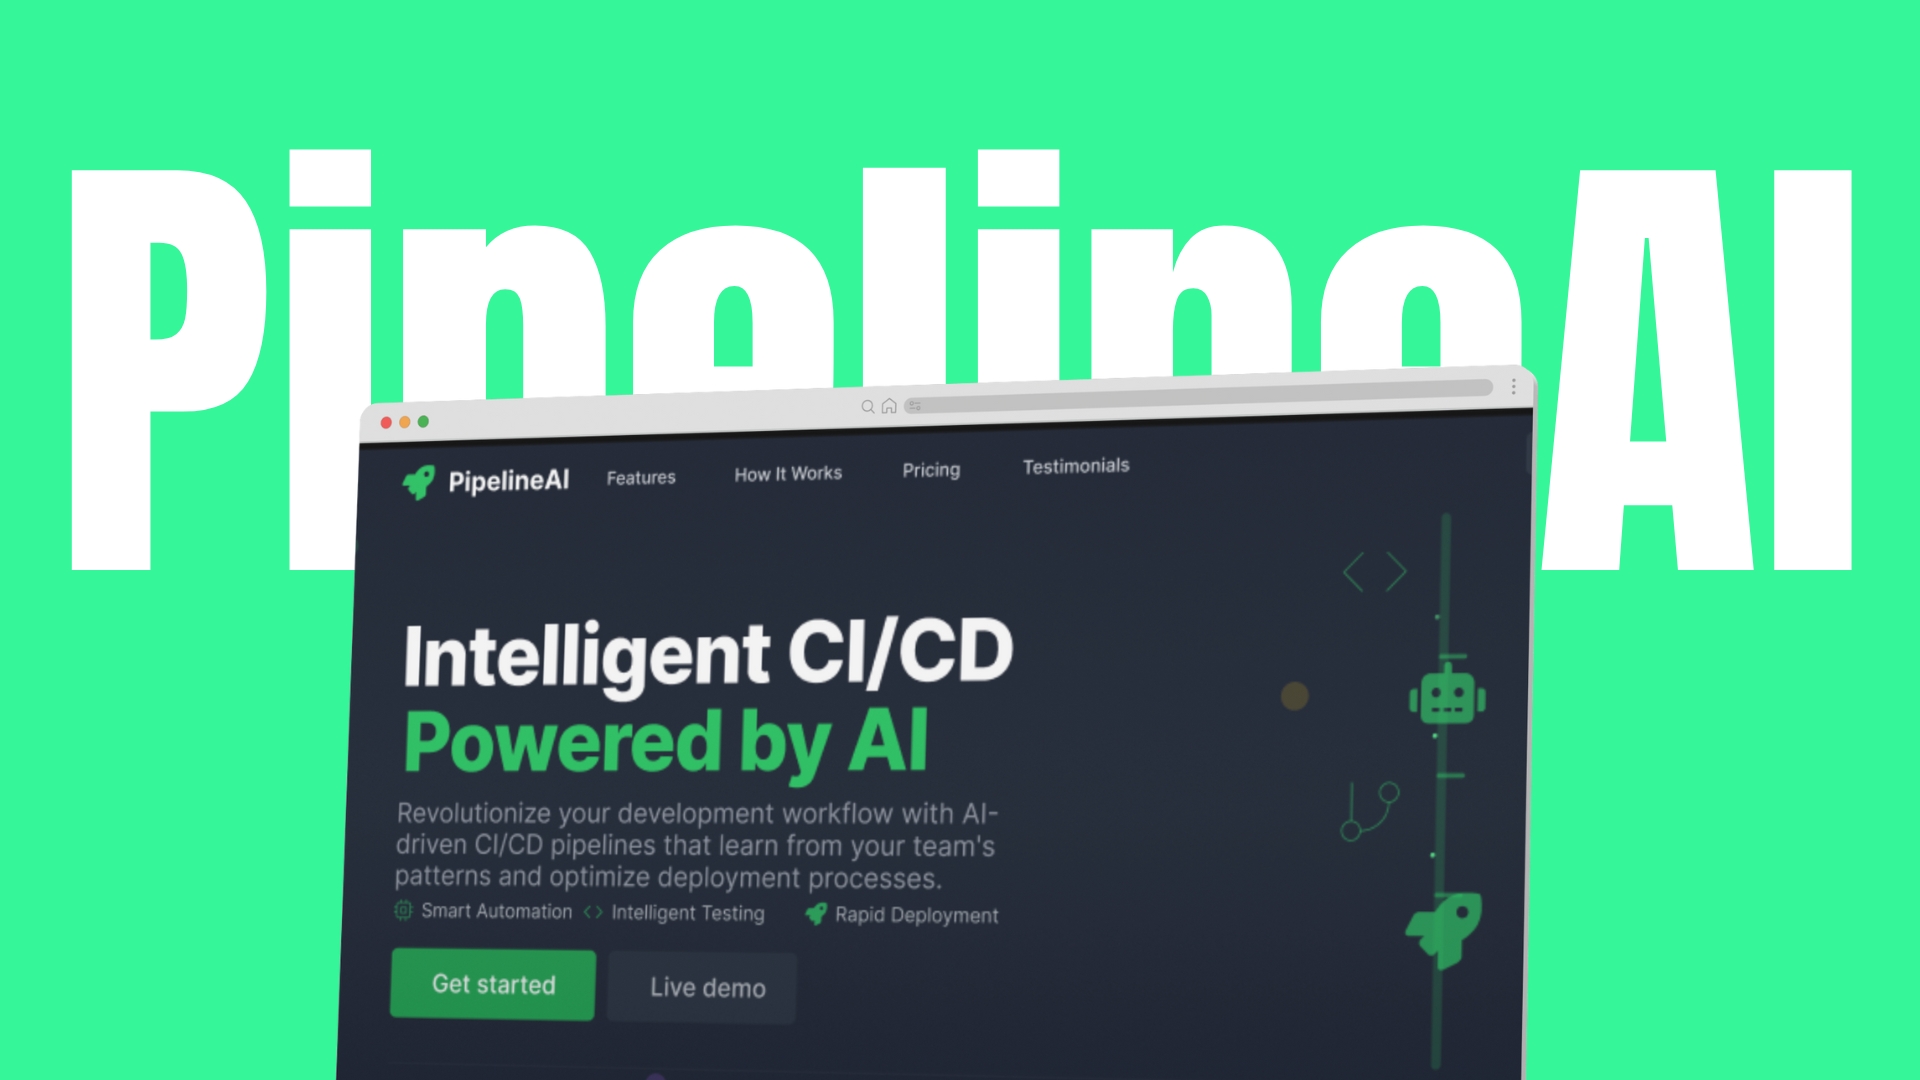 PipelineAI
PipelineAI
Features
How It Works
Pricing
Testimonials
Intelligent CI/CD
Powered by AI
Revolutionize your development workflow with AI-
driven CI/CD pipelines that learn from your team's
patterns and optimize deployment processes.
Smart Automation
Intelligent Testing
Rapid Deployment
Get started
Live demo